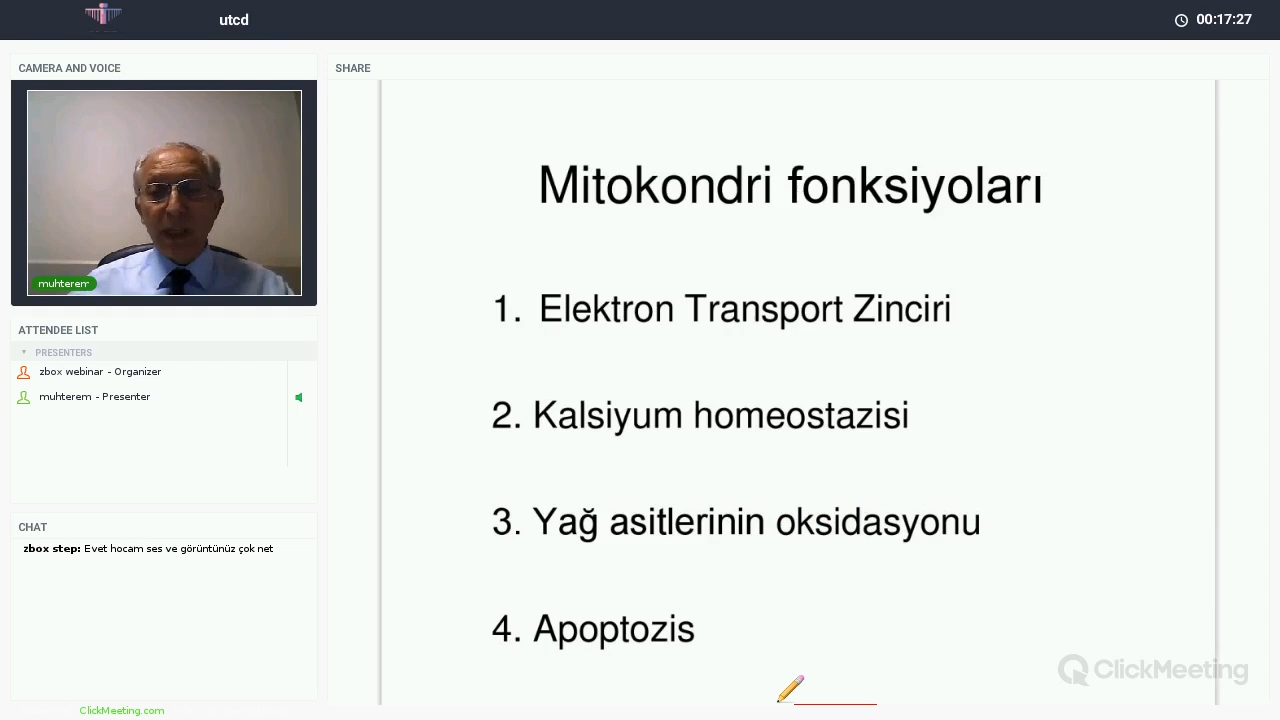 utcd
00:17:27
CAMERA AND VOICE
muhterem
ATTENDEE LIST
PRESENTERS
zbox webinar - Organizer
muhterem - Presenter
CHAT
zbox step: Evet hocam ses ve görüntünüz çok net
ClickMeeting.com
SHARE
Mitokondri fonksiyoları
1. Elektron Transport Zinciri
2. Kalsiyum homeostazisi
3. Yağ asitlerinin oksidasyonu
4. Apoptozis
ClickMeeting